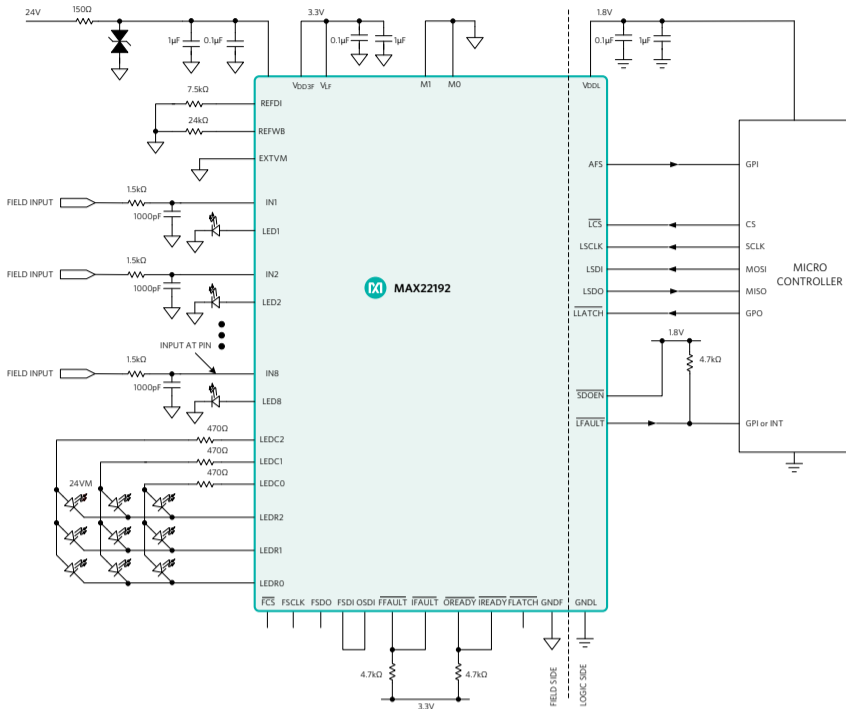 24V 150Ω 3.3V 1.8V
1µF 0.1µF 0.1µF 1µF 0.1µF 1µF
VDD3F VLF M1 M0 VDDL
7.5kΩ REFDI
24kΩ REFWB
EXTVM
AFS GPI
FIELD INPUT 1.5kΩ IN1
1000pF
LED1
LCS CS
LSCLK SCLK
LSDI MOSI
LSDO MISO
LLATCH GPO
MICRO
CONTROLLER
FIELD INPUT 1.5kΩ IN2
1000pF
LED2
MAX22192
INPUT AT PIN
1.8V
4.7kΩ
FIELD INPUT 1.5kΩ IN8
1000pF
LED8
SDOEN
LFAULT GPI or INT
470Ω LEDC2
470Ω LEDC1
470Ω LEDC0
24VM
LEDR2
LEDR1
LEDR0
FCS FSCLK FSDO FSDI OSDI FFAULT IFAULT OREADY IREADY FLATCH GNDF GNDL
4.7kΩ 4.7kΩ
3.3V
FIELD SIDE
LOGIC SIDE